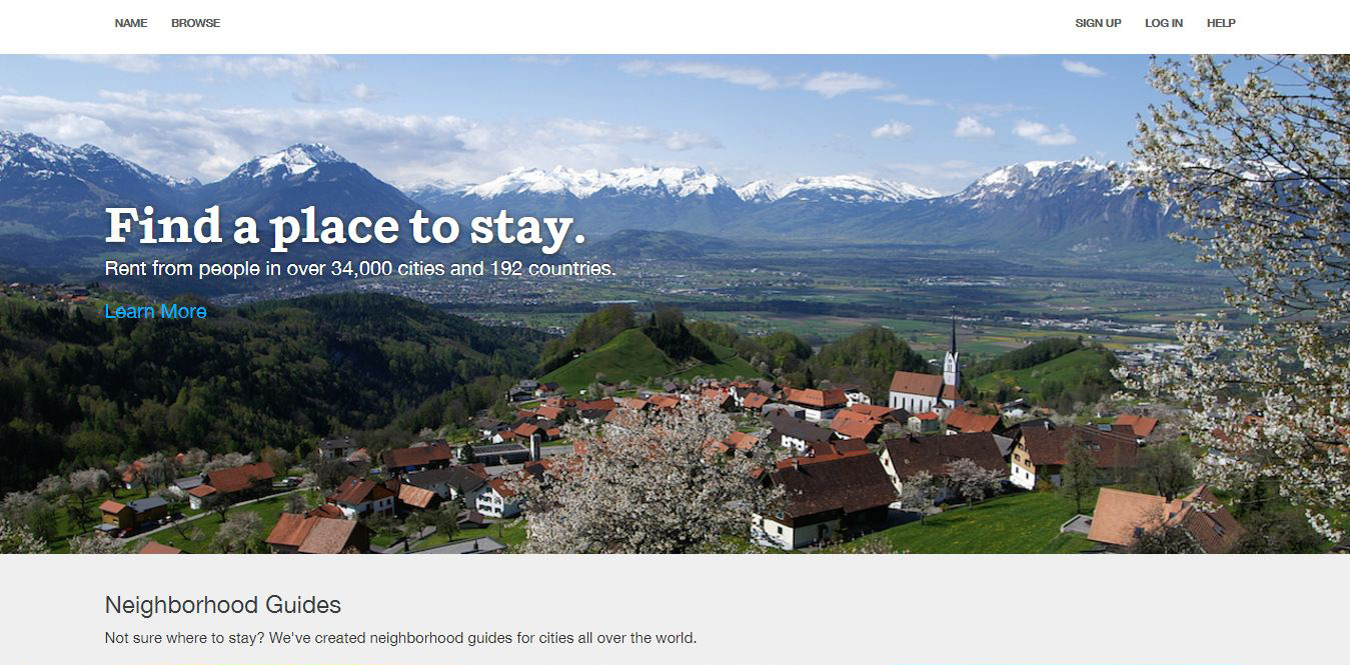 NAME BROWSE SIGN UP LOG IN HELP
Find a place to stay.
Rent from people in over 34,000 cities and 192 countries.
Learn More
Neighborhood Guides
Not sure where to stay? We've created neighborhood guides for cities all over the world.